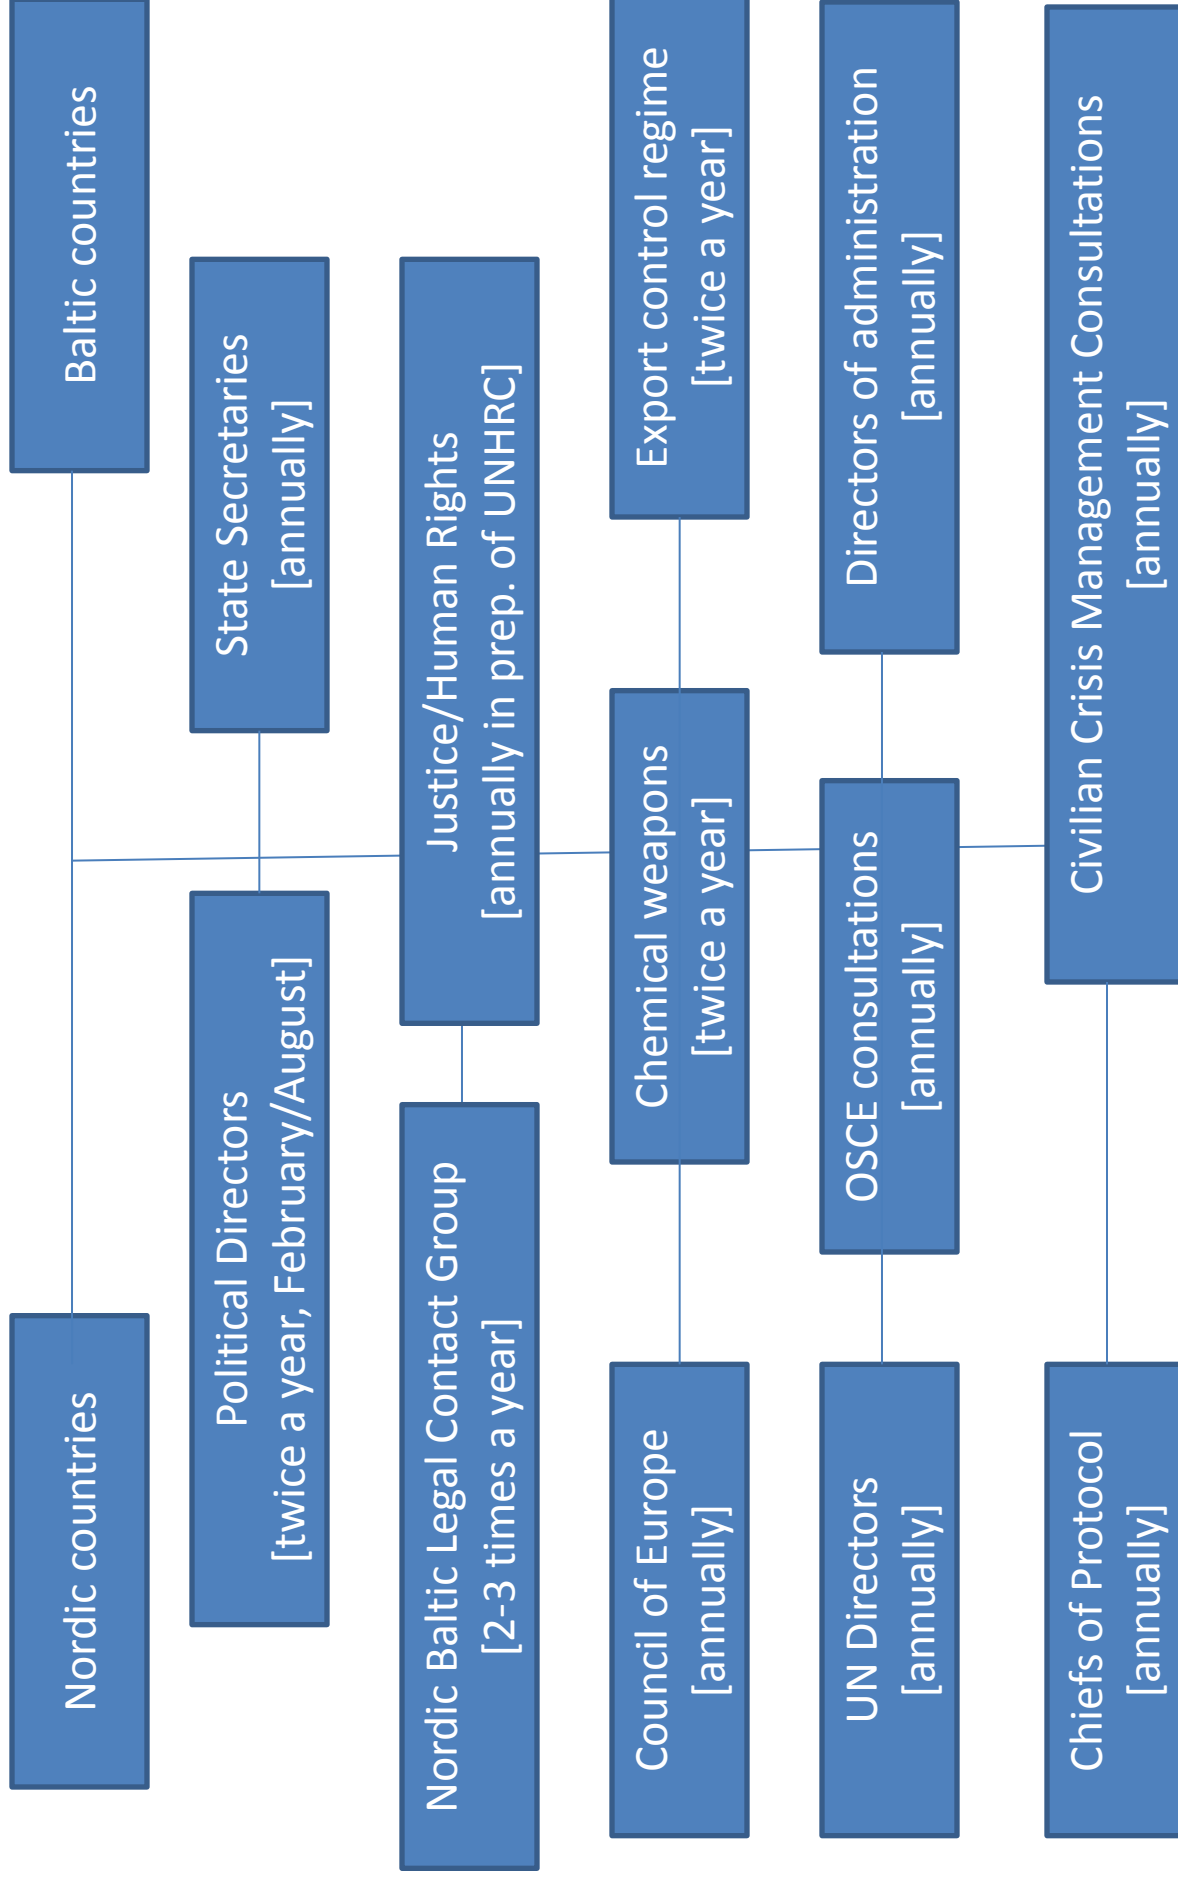 Nordic countries
Baltic countries
Political Directors
[twice a year, February/August]
State Secretaries
[annually]
Nordic Baltic Legal Contact Group
[2-3 times a year]
Justice/Human Rights
[annually in prep. of UNHRC]
Council of Europe
[annually]
Chemical weapons
[twice a year]
Export control regime
[twice a year]
UN Directors
[annually]
OSCE consultations
[annually]
Directors of administration
[annually]
Chiefs of Protocol
[annually]
Civilian Crisis Management Consultations
[annually]